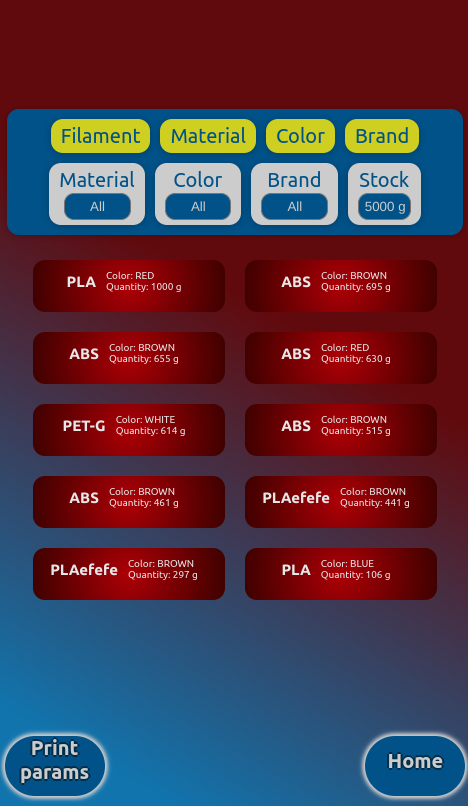 Filament Material Color Brand
Material Color Brand Stock
All All All 5000 g
PLA Color: RED Quantity: 1000 g
ABS Color: BROWN Quantity: 695 g
ABS Color: BROWN Quantity: 655 g
ABS Color: RED Quantity: 630 g
PET-G Color: WHITE Quantity: 614 g
ABS Color: BROWN Quantity: 515 g
ABS Color: BROWN Quantity: 461 g
PLAefefe Color: BROWN Quantity: 441 g
PLAefefe Color: BROWN Quantity: 297 g
PLA Color: BLUE Quantity: 106 g
Print
params
Home